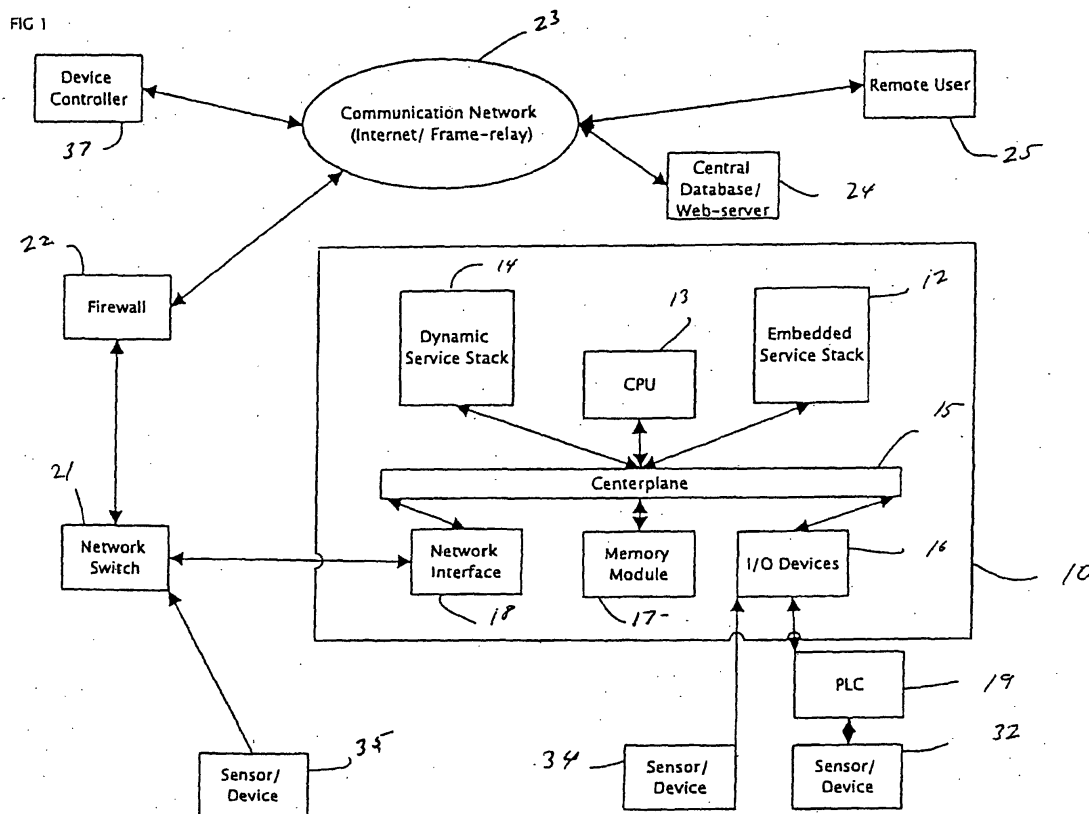 FIG 1
23
Device
Controller
37
Communication Network
(Internet/ Frame-relay)
Remote User
25
Central
Database/
Web-server
24
22
Firewall
14
Dynamic
Service Stack
13
CPU
12
Embedded
Service Stack
15
Centerplane
21
Network
Switch
Network
Interface
18
Memory
Module
17
I/O Devices
16
10
PLC
19
35
Sensor/
Device
34
Sensor/
Device
Sensor/
Device
32